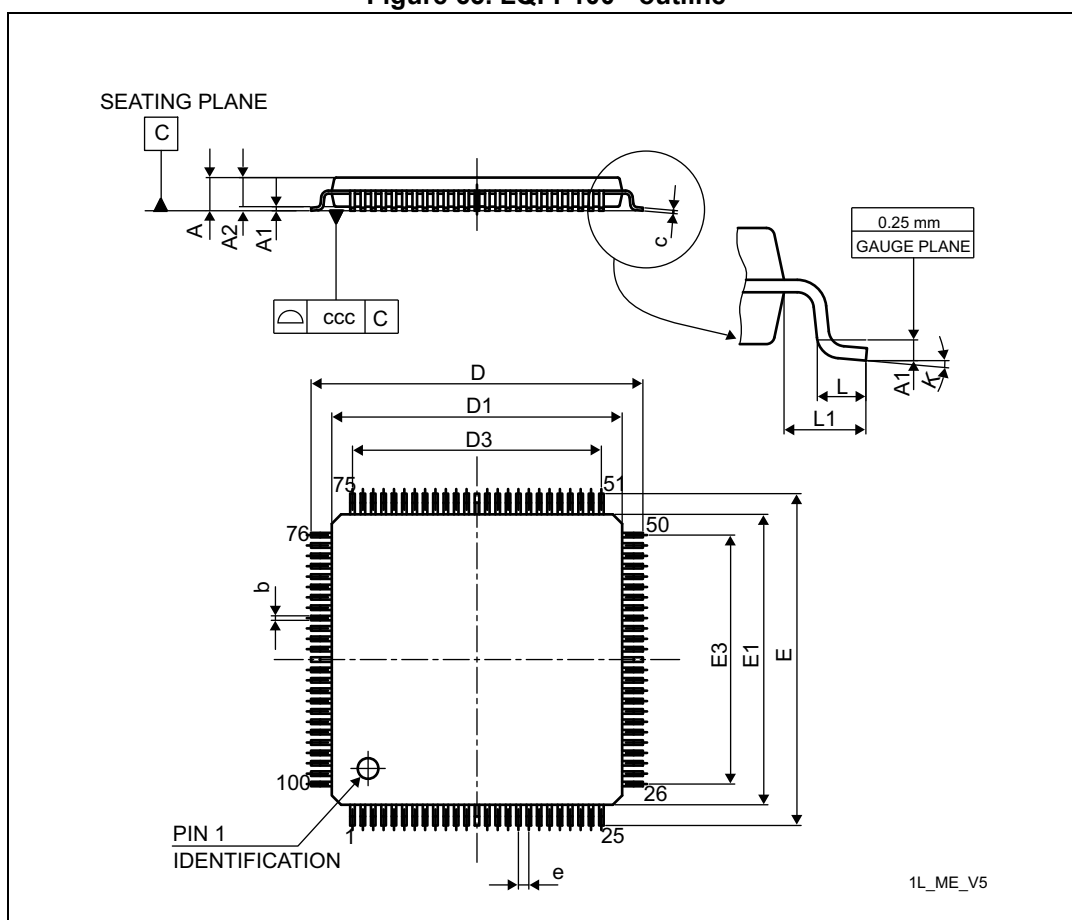 SEATING PLANE
C
A
A2
A1
c
ccc C
0.25 mm
GAUGE PLANE
A1
K
L
L1
D
D1
D3
75
51
76
50
b
E3
E1
E
100
26
PIN 1
IDENTIFICATION
1
25
e
1L_ME_V5